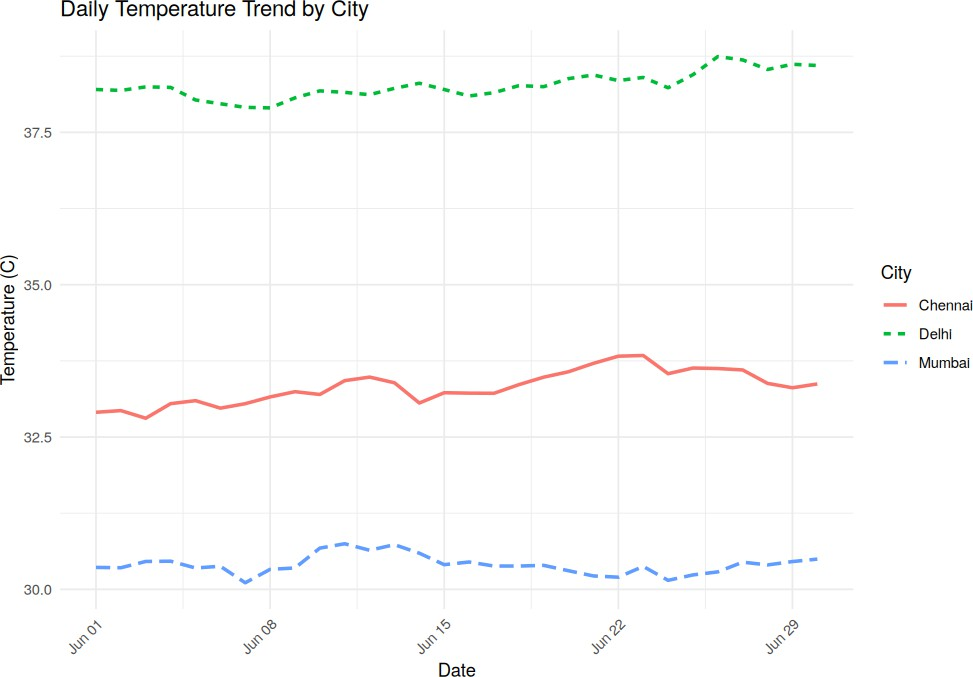 Daily Temperature Trend by City
Temperature (C)
37.5
35.0
32.5
30.0
Jun 01
Jun 08
Jun 15
Jun 22
Jun 29
Date
City
Chennai
Delhi
Mumbai